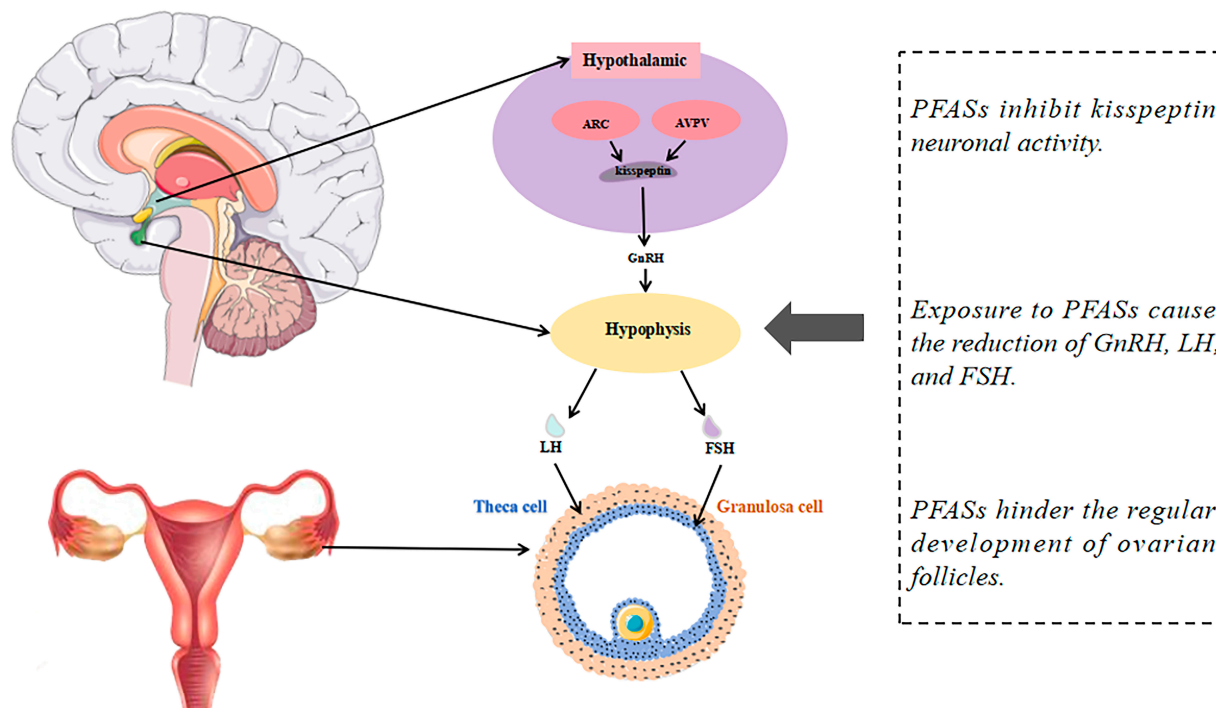 Hypothalamic
ARC
AVPV
kisspeptin
GnRH
Hypophysis
LH
FSH
Theca cell
Granulosa cell
PFASs inhibit kisspeptin
neuronal activity.
Exposure to PFASs cause
the reduction of GnRH, LH,
and FSH.
PFASs hinder the regular
development of ovarian
follicles.